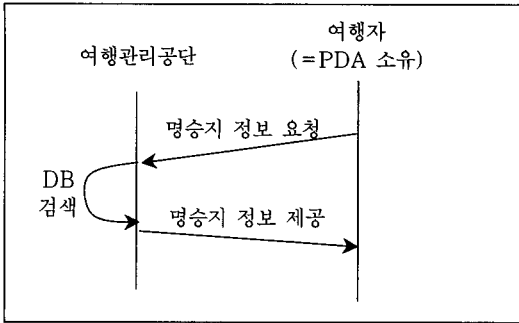 여행관리공단
여행자
(=PDA 소유)
명승지 정보 요청
DB
검색
명승지 정보 제공